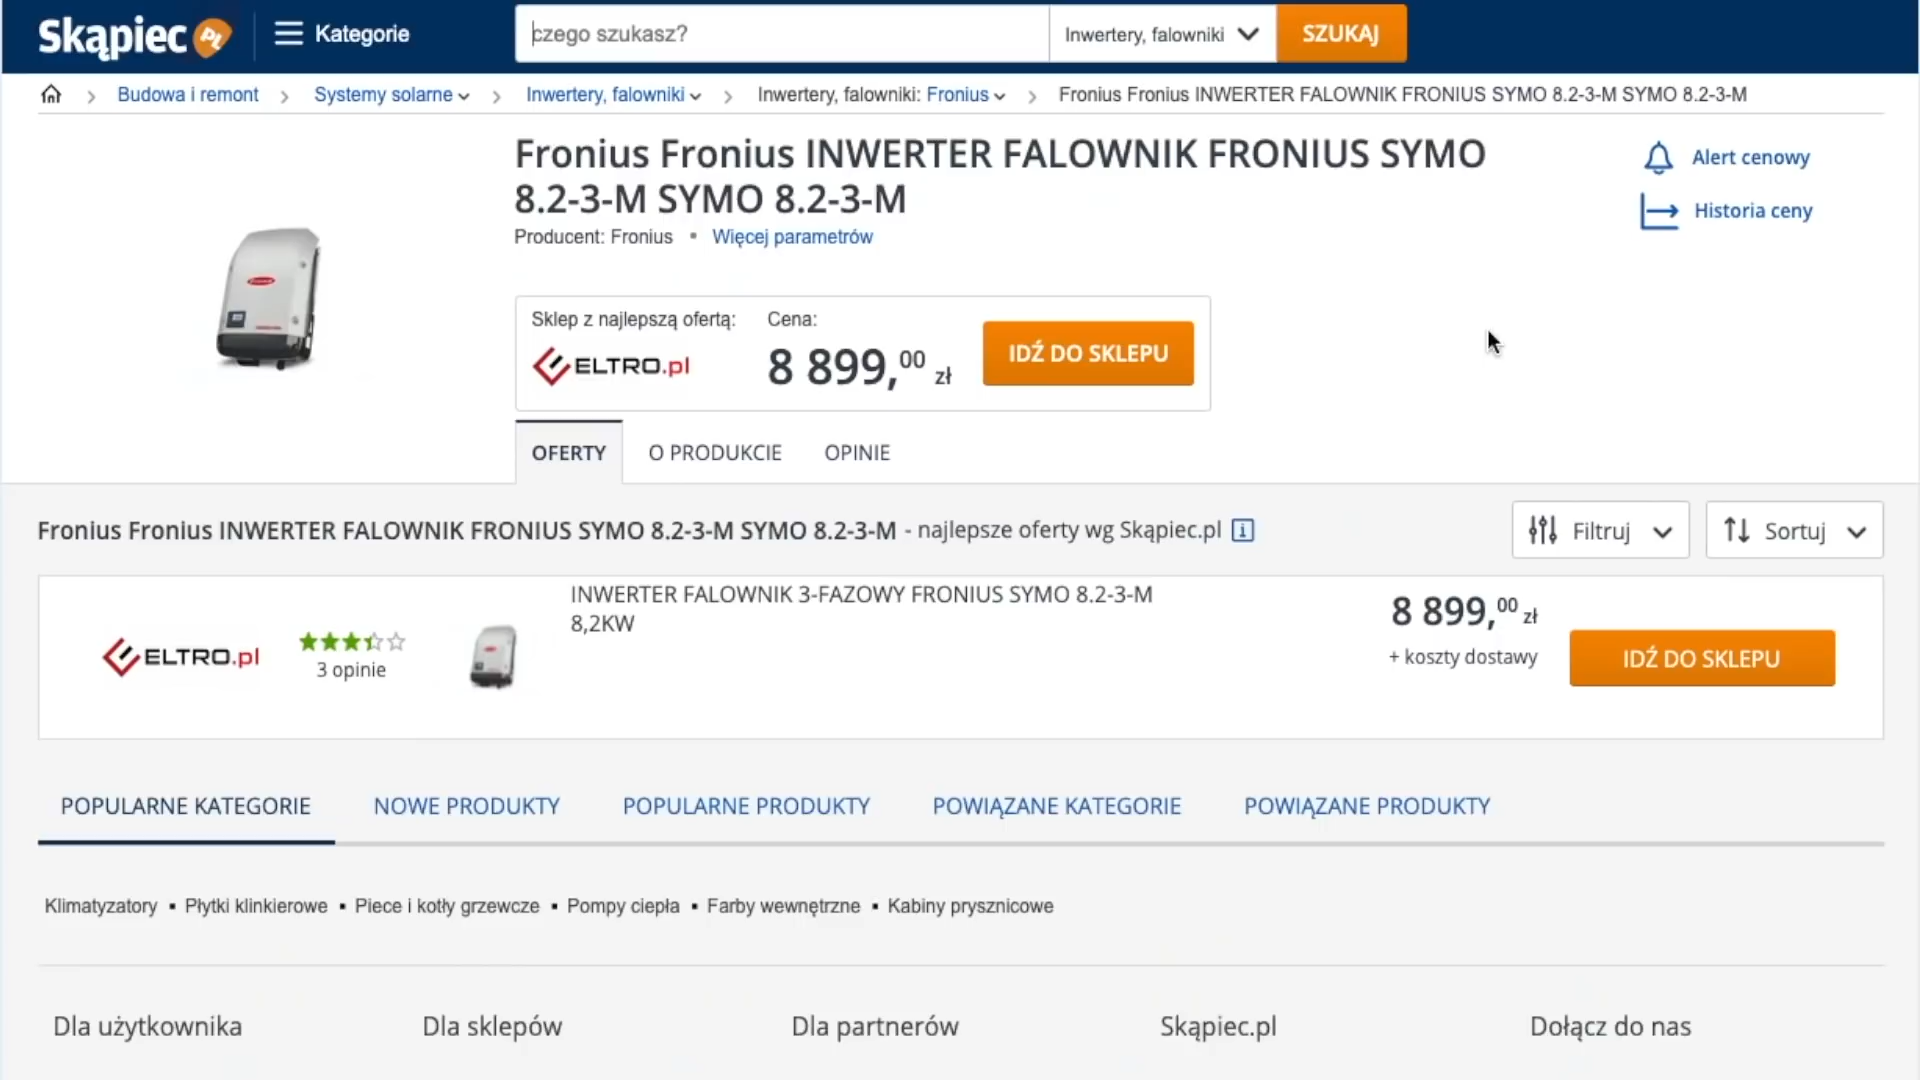 Skąpiec PL
Kategorie
czego szukasz?
Inwertery, falowniki
SZUKAJ
Budowa i remont
Systemy solarne
Inwertery, falowniki
Inwertery, falowniki: Fronius
Fronius Fronius INWERTER FALOWNIK FRONIUS SYMO 8.2-3-M SYMO 8.2-3-M
Fronius Fronius INWERTER FALOWNIK FRONIUS SYMO
8.2-3-M SYMO 8.2-3-M
Producent: Fronius • Więcej parametrów
Alert cenowy
Historia ceny
Sklep z najlepszą ofertą:
ELTRO.pl
Cena:
8 899,00 zł
IDŹ DO SKLEPU
OFERTY
O PRODUKCIE
OPINIE
Fronius Fronius INWERTER FALOWNIK FRONIUS SYMO 8.2-3-M SYMO 8.2-3-M - najlepsze oferty wg Skąpiec.pl i
Filtruj
Sortuj
ELTRO.pl
3 opinie
INWERTER FALOWNIK 3-FAZOWY FRONIUS SYMO 8.2-3-M
8,2KW
8 899,00 zł
+ koszty dostawy
IDŹ DO SKLEPU
POPULARNE KATEGORIE
NOWE PRODUKTY
POPULARNE PRODUKTY
POWIĄZANE KATEGORIE
POWIĄZANE PRODUKTY
Klimatyzatory ▪ Płytki klinkierowe ▪ Piece i kotły grzewcze ▪ Pompy ciepła ▪ Farby wewnętrzne ▪ Kabiny prysznicowe
Dla użytkownika
Dla sklepów
Dla partnerów
Skąpiec.pl
Dołącz do nas